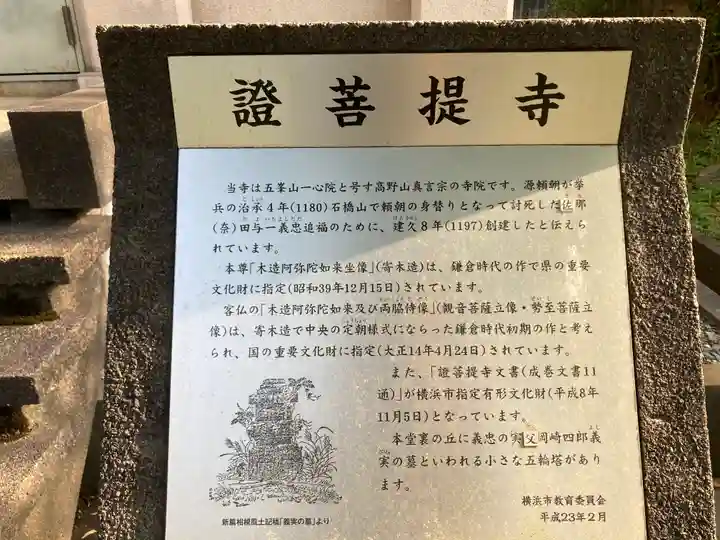 證菩提寺
当寺は五峯山一心院と号す高野山真言宗の寺院です。源頼朝が挙
兵の治承4年(1180)石橋山で頼朝の身替りとなって討死した佐那
(奈)田与一義忠追福のために、建久8年(1197)創建したと伝えら
れています。
本尊「木造阿弥陀如来坐像」(寄木造)は、鎌倉時代の作で県の重要
文化財に指定(昭和39年12月15日)されています。
客仏の「木造阿弥陀如来及び両脇侍像」(観音菩薩立像・勢至菩薩立
像)は、寄木造で中央の定朝様式にならった鎌倉時代初期の作と考え
られ、国の重要文化財に指定(大正14年4月24日)されています。
また、「證菩提寺文書(成巻文書11
通)」が横浜市指定有形文化財(平成8年
11月5日)となっています。
本堂裏の丘に義忠の実父岡崎四郎義
実の墓といわれる小さな五輪塔があり
ます。
新編相模風土記稿「義実の墓」より
横浜市教育委員会
平成23年2月